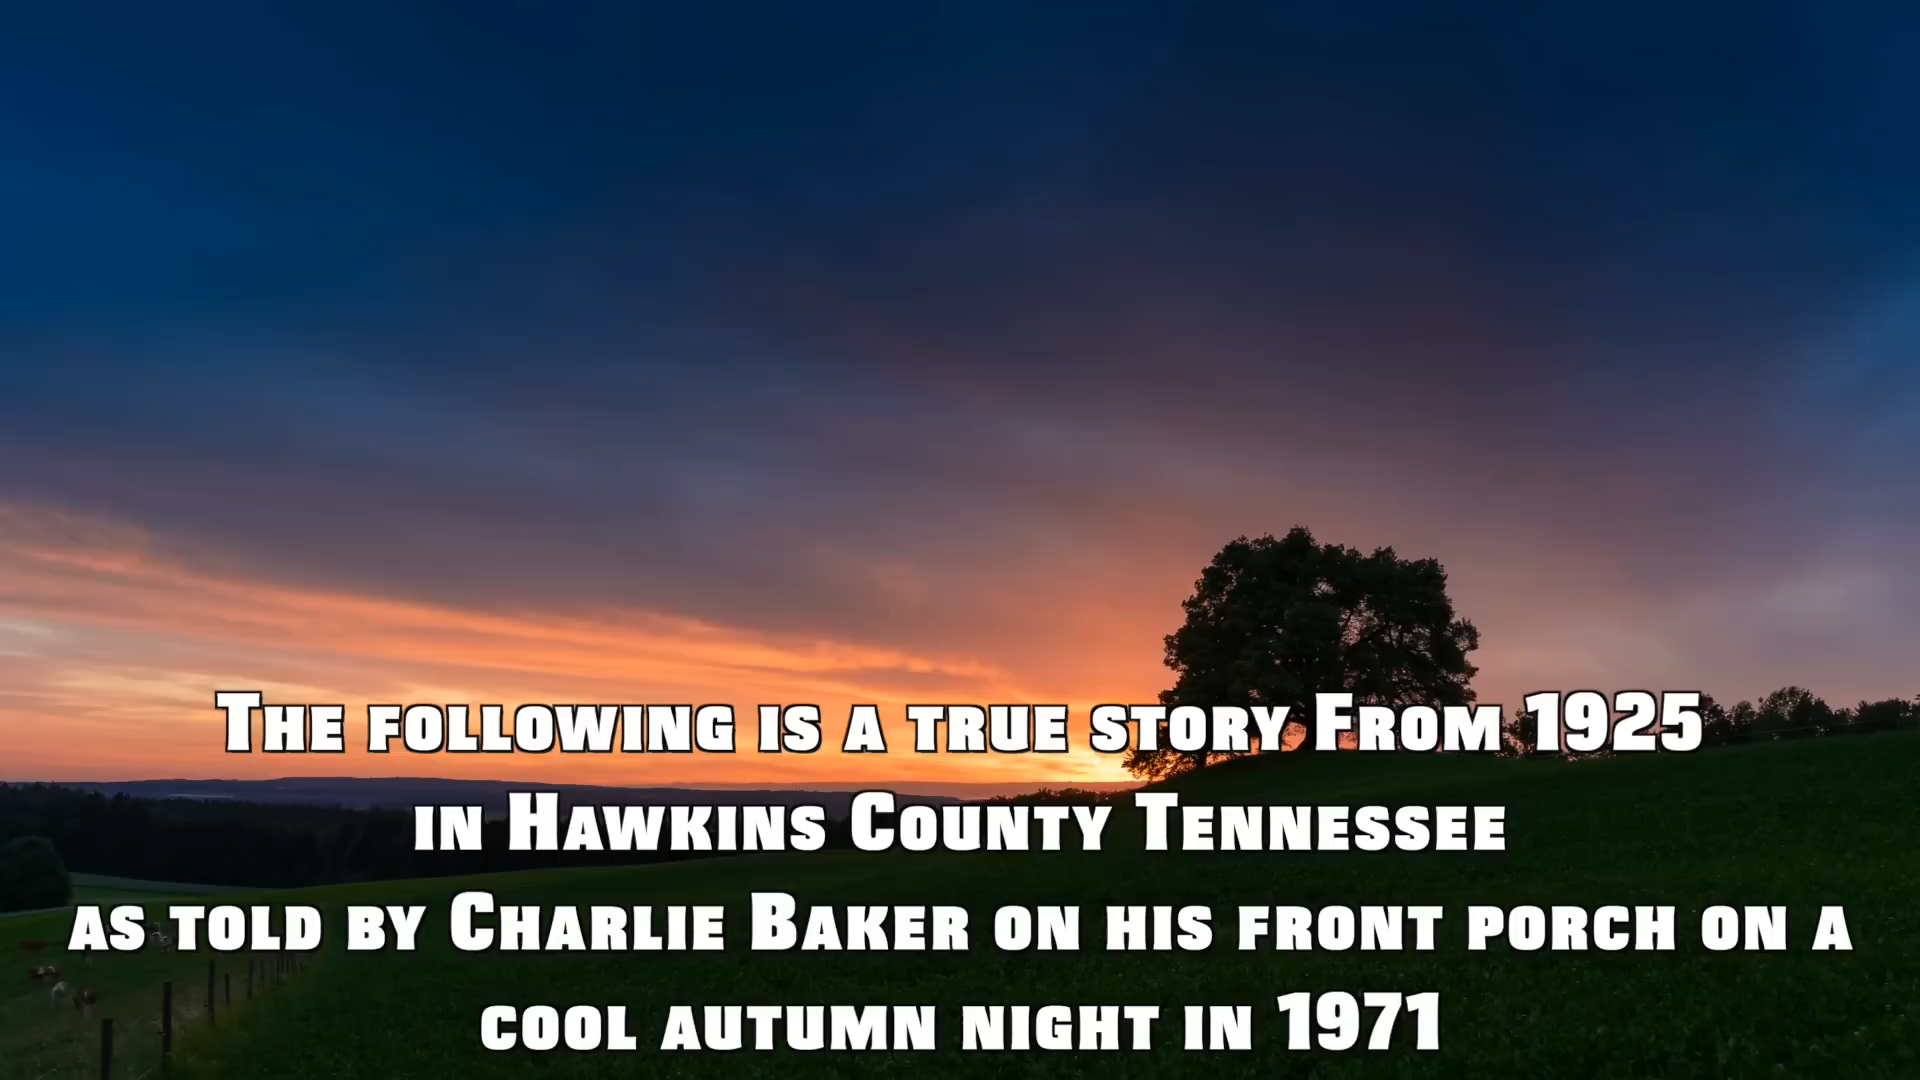 The following is a true story From 1925
in Hawkins County Tennessee
as told by Charlie Baker on his front porch on a
cool autumn night in 1971